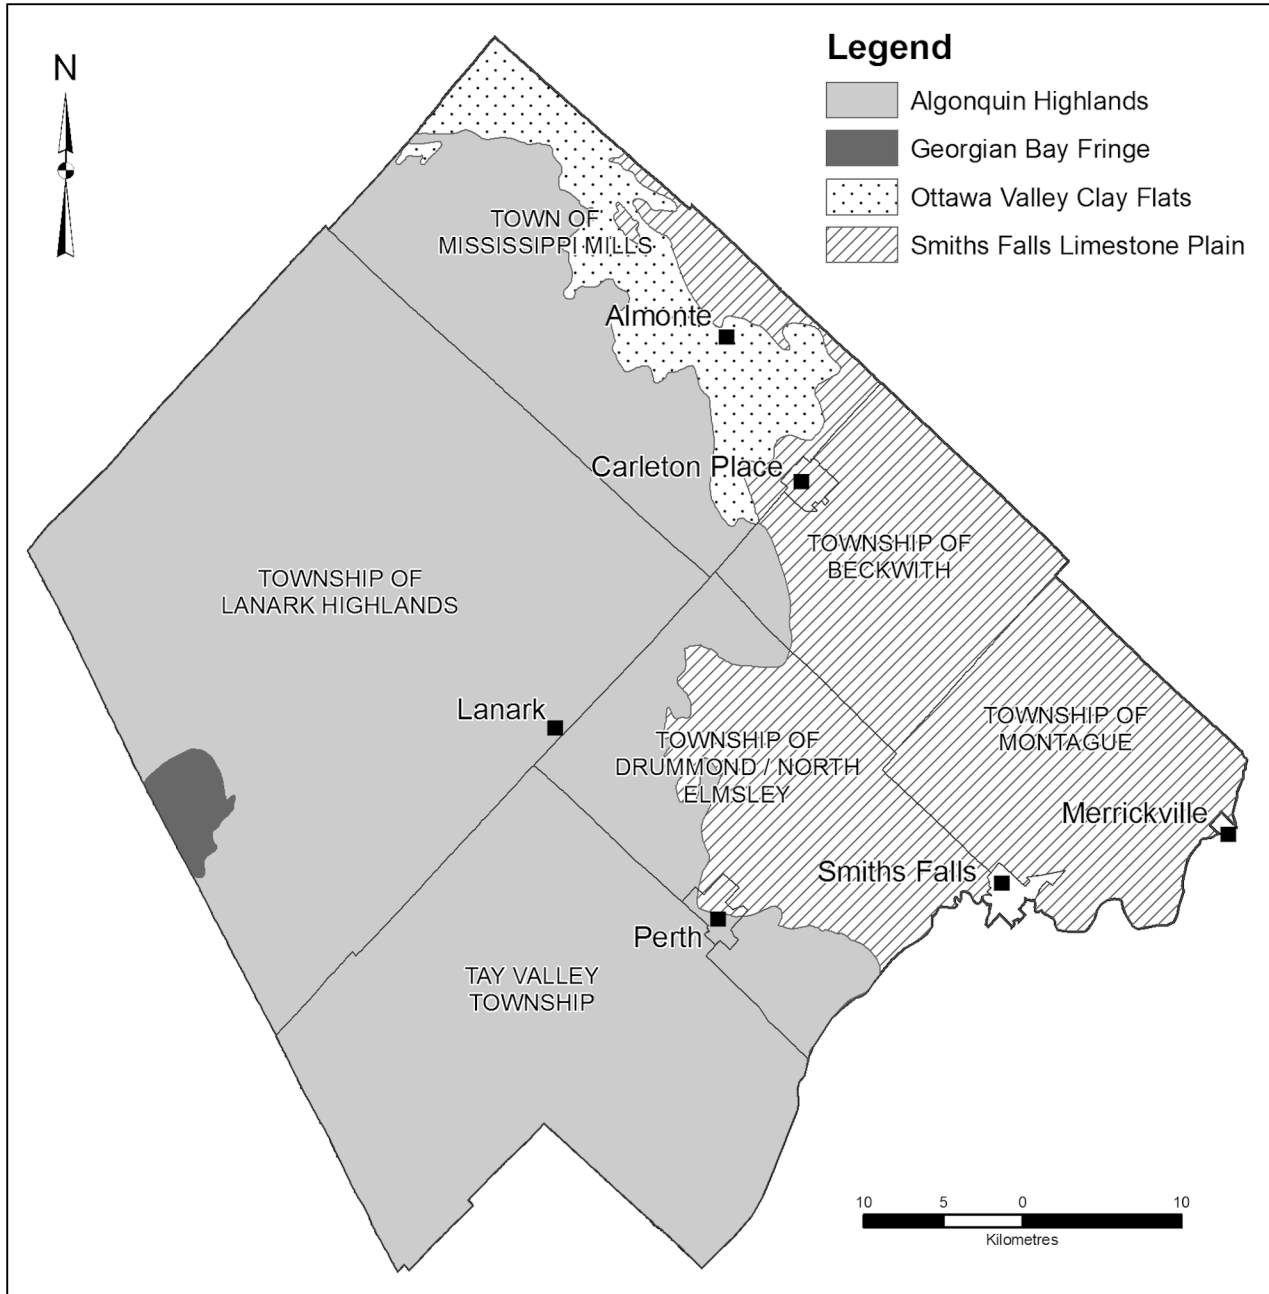 N
Legend
Algonquin Highlands
Georgian Bay Fringe
Ottawa Valley Clay Flats
Smiths Falls Limestone Plain
TOWN OF
MISSISSIPPI MILLS
Almonte
Carleton Place
TOWNSHIP OF
BECKWITH
TOWNSHIP OF
LANARK HIGHLANDS
Lanark
TOWNSHIP OF
DRUMMOND / NORTH
ELMSLEY
TOWNSHIP OF
MONTAGUE
Merrickville
Smiths Falls
Perth
TAY VALLEY
TOWNSHIP
10 5 0 10
Kilometres